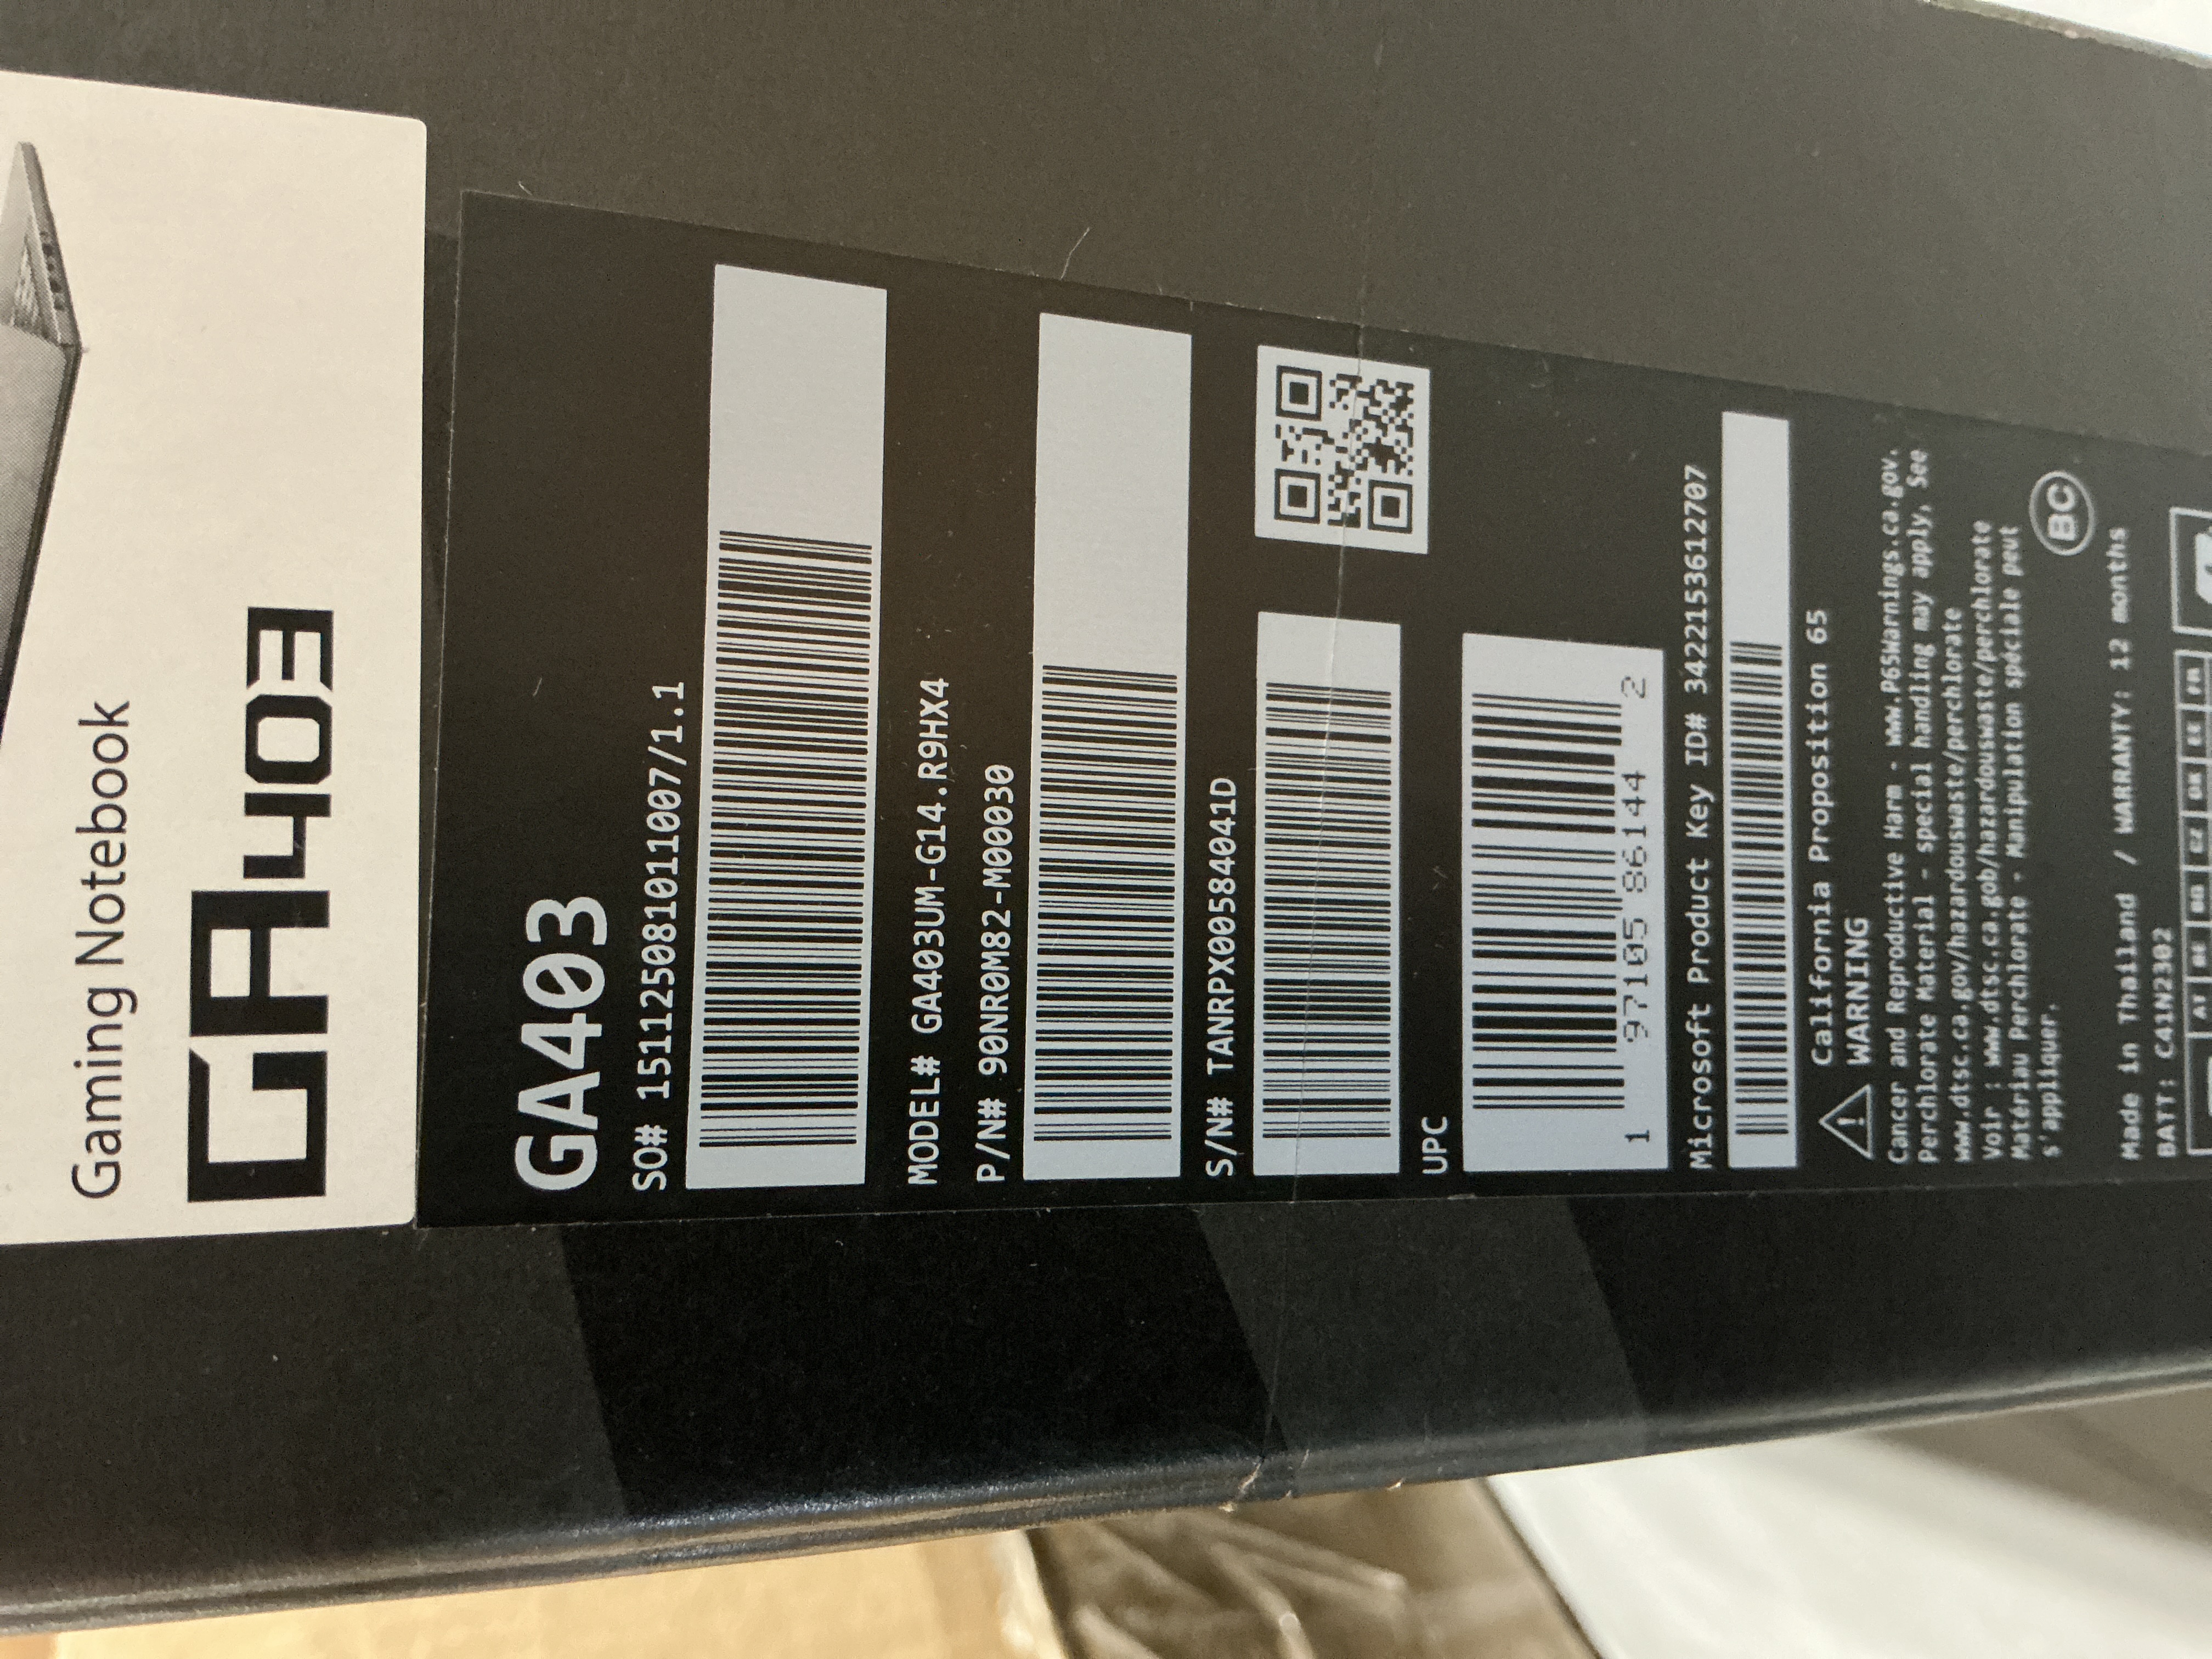 Gaming Notebook
GA403
GA403
SO# 15112508101011007/1.1
MODEL# GA403UM-G14.R9HX4
P/N# 90NR0M82-M00030
S/N# TANRPX00584041D
UPC
1 97105 86144 2
Microsoft Product Key ID# 3422153612707
California Proposition 65
WARNING
Cancer and Reproductive Harm - www.P65Warnings.ca.gov.
Perchlorate Material - special handling may apply, See
www.dtsc.ca.gov/hazardouswaste/perchlorate
Voir : www.dtsc.ca.gob/hazardouswaste/perchlorate
Matériau Perchlorate - Manipulation spéciale peut
s'appliquer.
BC
Made in Thailand / WARRANTY: 12 months
BATT: C41N2302